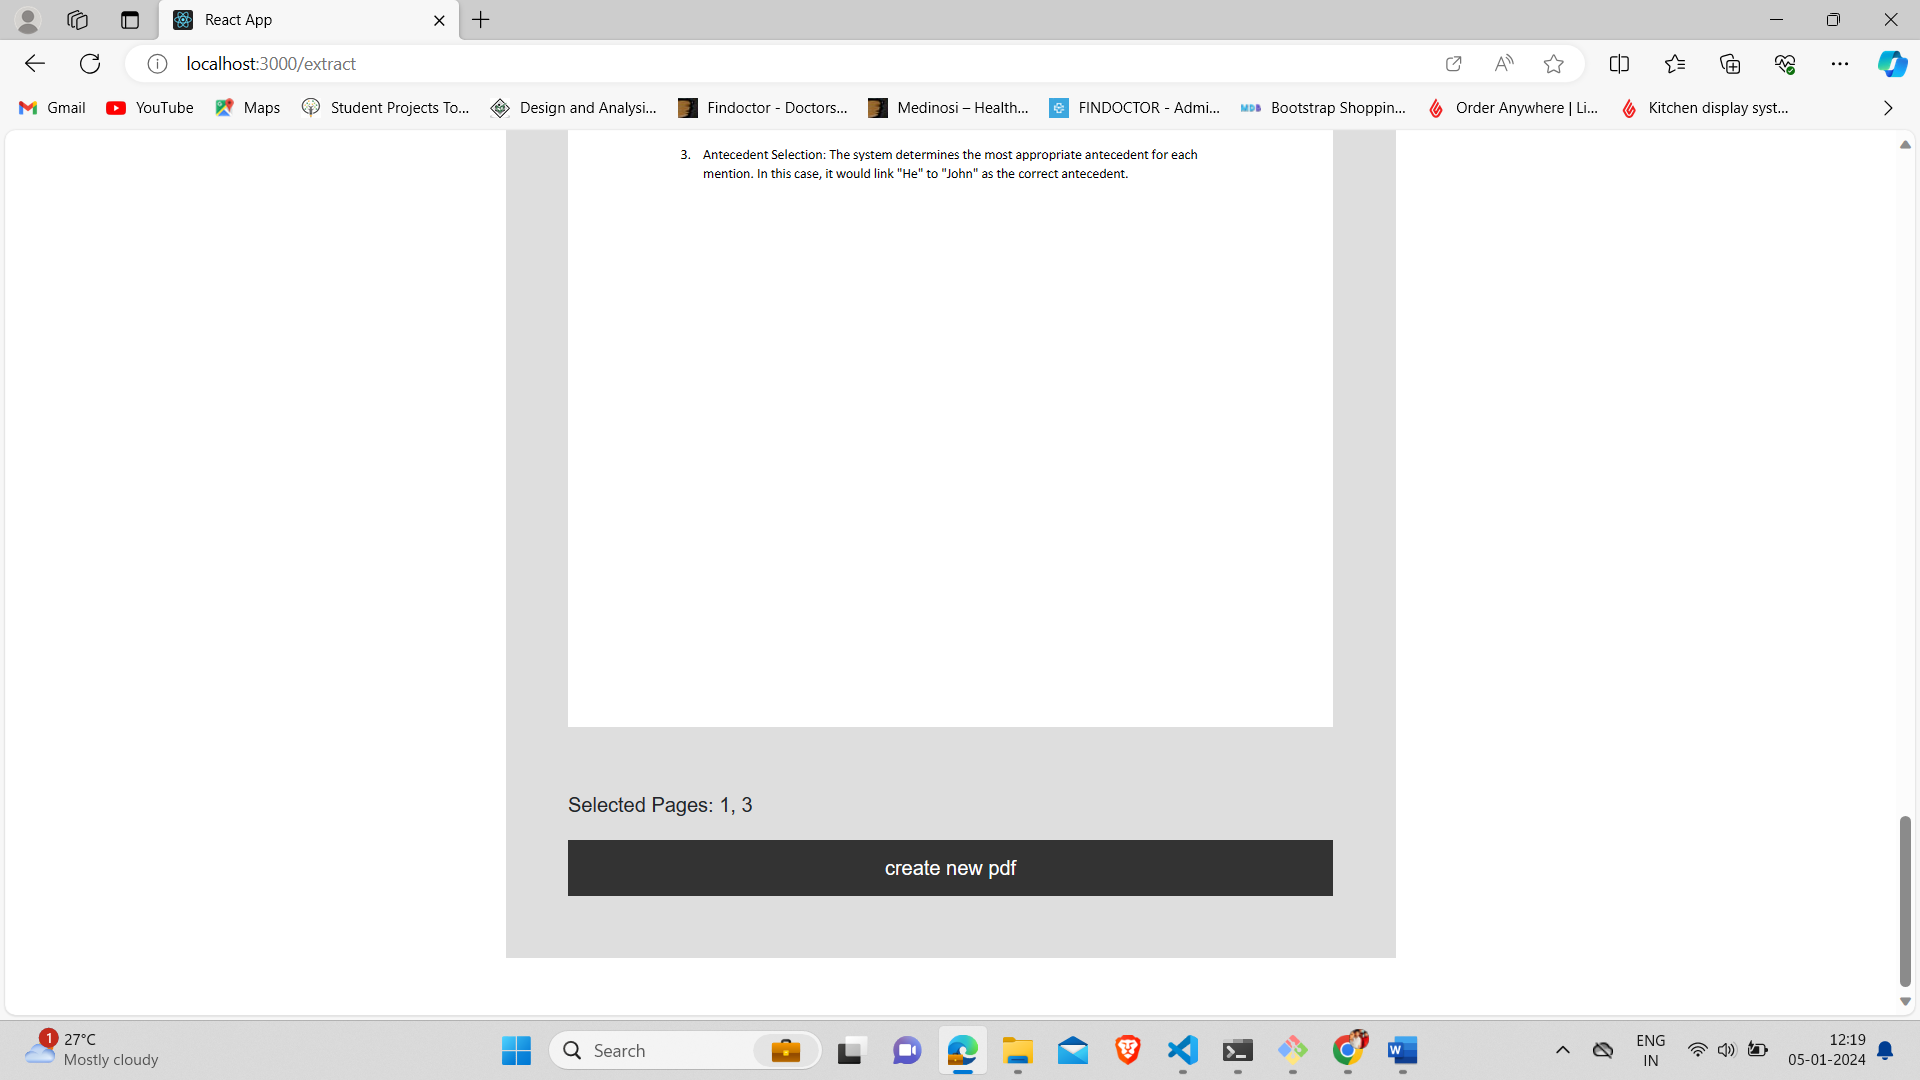 React App
localhost:3000/extract
Gmail
YouTube
Maps
Student Projects To...
Design and Analysi...
Findoctor - Doctors...
Medinosi – Health...
FINDOCTOR - Admi...
MDB
Bootstrap Shoppin...
Order Anywhere | Li...
Kitchen display syst...
3. Antecedent Selection: The system determines the most appropriate antecedent for each
mention. In this case, it would link "He" to "John" as the correct antecedent.
Selected Pages: 1, 3
create new pdf
1
27°C
Mostly cloudy
Search
ENG
IN
12:19
05-01-2024